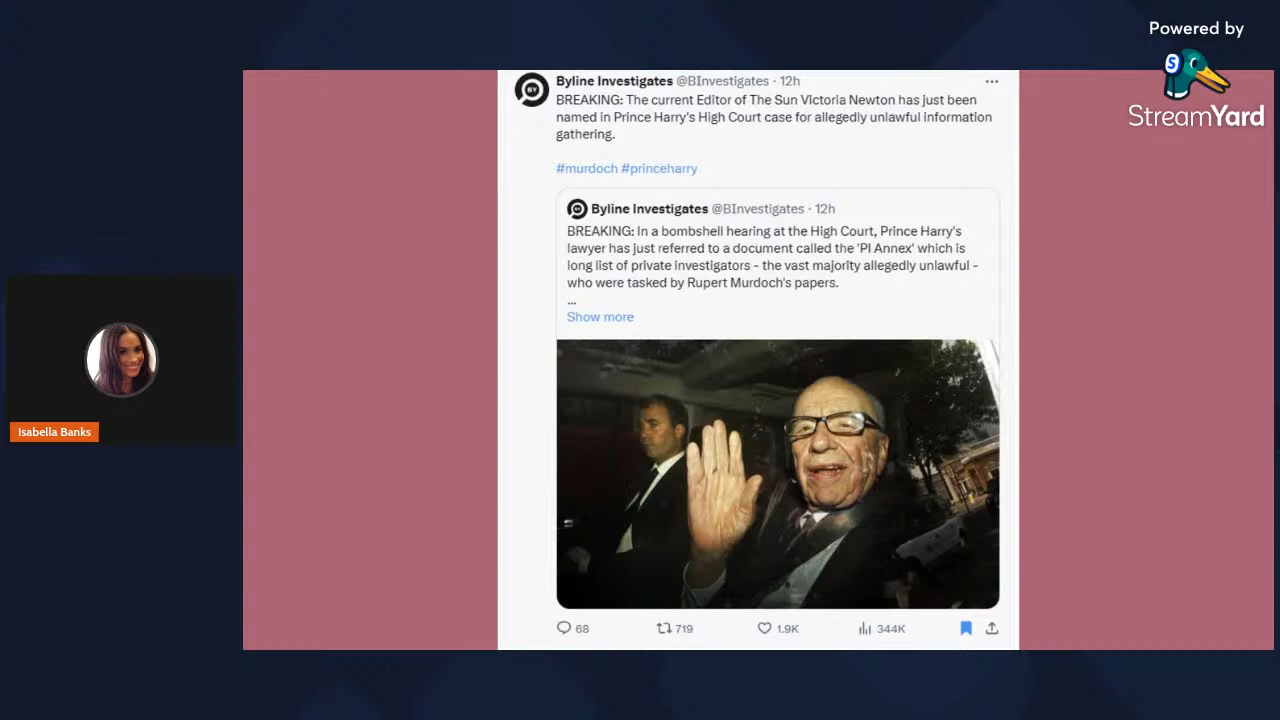 Powered by
StreamYard
Byline Investigates @BInvestigates · 12h
BREAKING: The current Editor of The Sun Victoria Newton has just been
named in Prince Harry's High Court case for allegedly unlawful information
gathering.
#murdoch #princeharry
Byline Investigates @BInvestigates · 12h
BREAKING: In a bombshell hearing at the High Court, Prince Harry's
lawyer has just referred to a document called the 'PI Annex' which is
long list of private investigators - the vast majority allegedly unlawful -
who were tasked by Rupert Murdoch's papers.
...
Show more
68 719 1.9K 344K
Isabella Banks